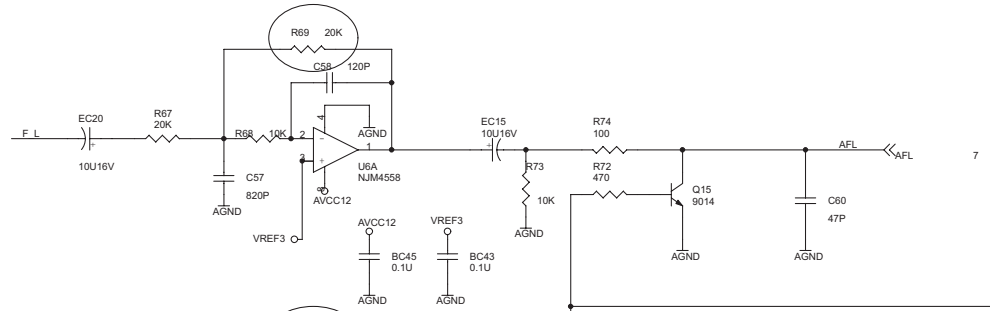 R69 20K
C58 120P
EC20
R67
20K
4
AGND
EC15
10U16V
R74
100
F L
R68 10K
2
1
3
AFL
AFL
7
10U16V
C57
820P
U6A
NJM4558
R73
10K
R72
470
Q15
9014
C60
47P
8
AVCC12
AGND
VREF3
AVCC12
VREF3
AGND
AGND
AGND
BC45
0.1U
BC43
0.1U
AGND
AGND